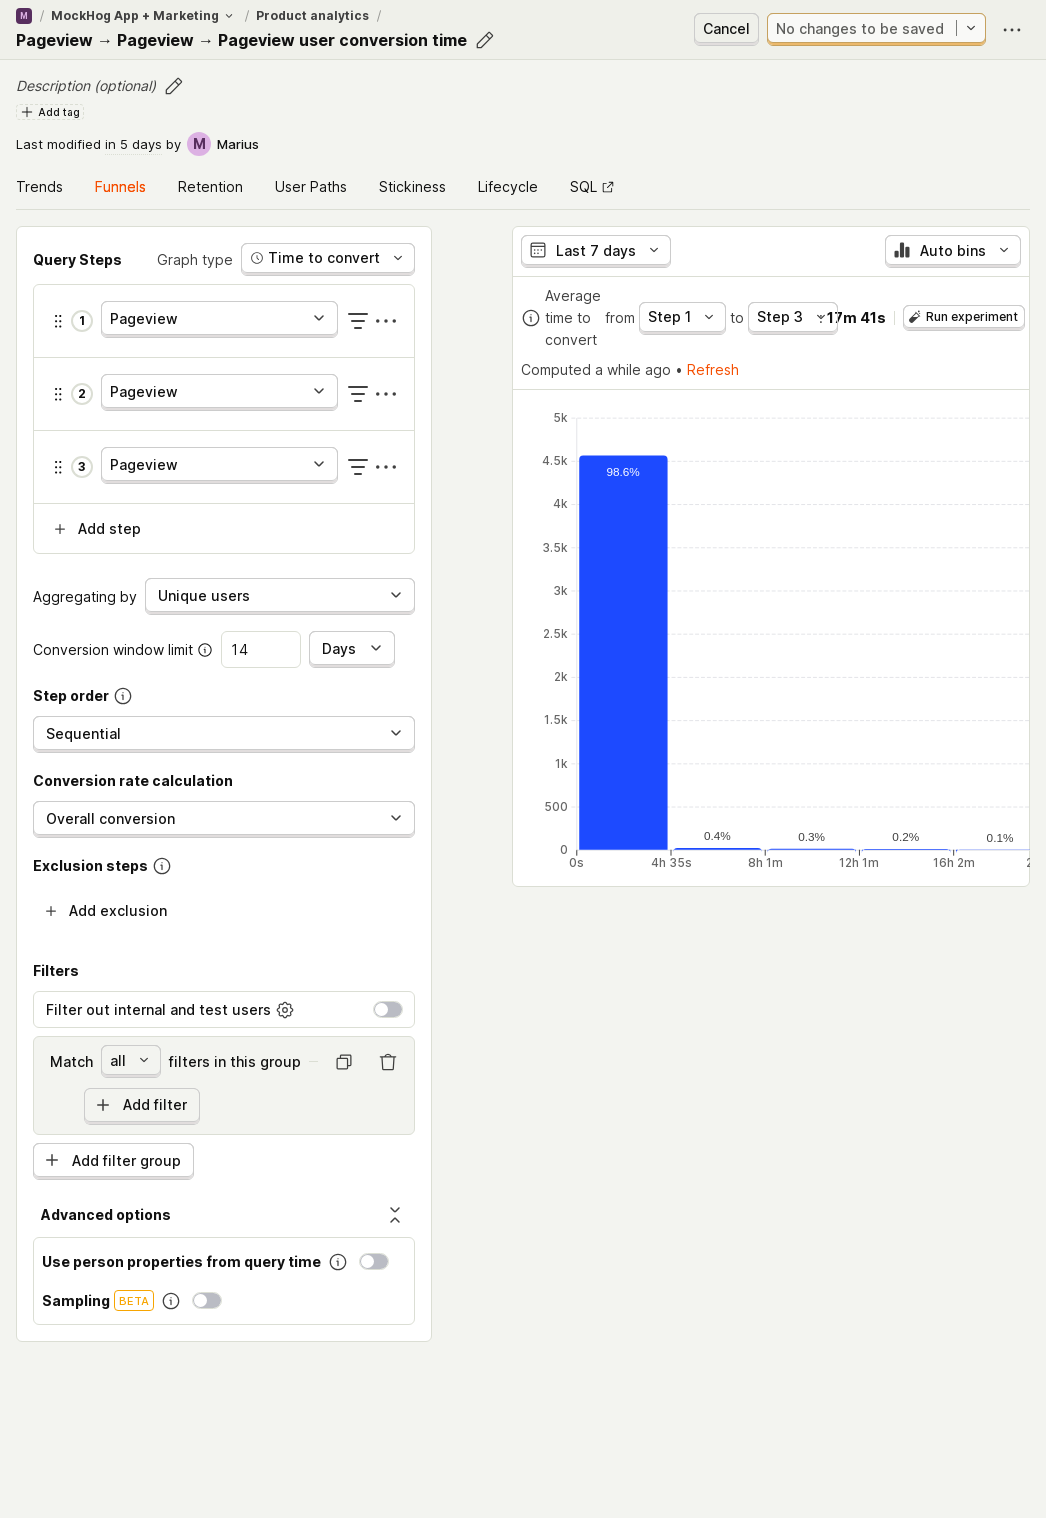 M / MockHog App + Marketing / Product analytics /
Pageview → Pageview → Pageview user conversion time
Cancel
No changes to be saved
Description (optional)
Add tag
Last modified in 5 days by M Marius
Trends Funnels Retention User Paths Stickiness Lifecycle SQL
Query Steps
Graph type Time to convert
1 Pageview
2 Pageview
3 Pageview
Add step
Aggregating by Unique users
Conversion window limit 14 Days
Step order
Sequential
Conversion rate calculation
Overall conversion
Exclusion steps
Add exclusion
Filters
Filter out internal and test users
Match all filters in this group
Add filter
Add filter group
Advanced options
Use person properties from query time
Sampling BETA
Last 7 days
Auto bins
Average
time to
convert
from Step 1 to Step 3 17m 41s
Run experiment
Computed a while ago • Refresh
5k
4.5k
98.6%
4k
3.5k
3k
2.5k
2k
1.5k
1k
500
0.4% 0.3% 0.2% 0.1%
0
0s 4h 35s 8h 1m 12h 1m 16h 2m